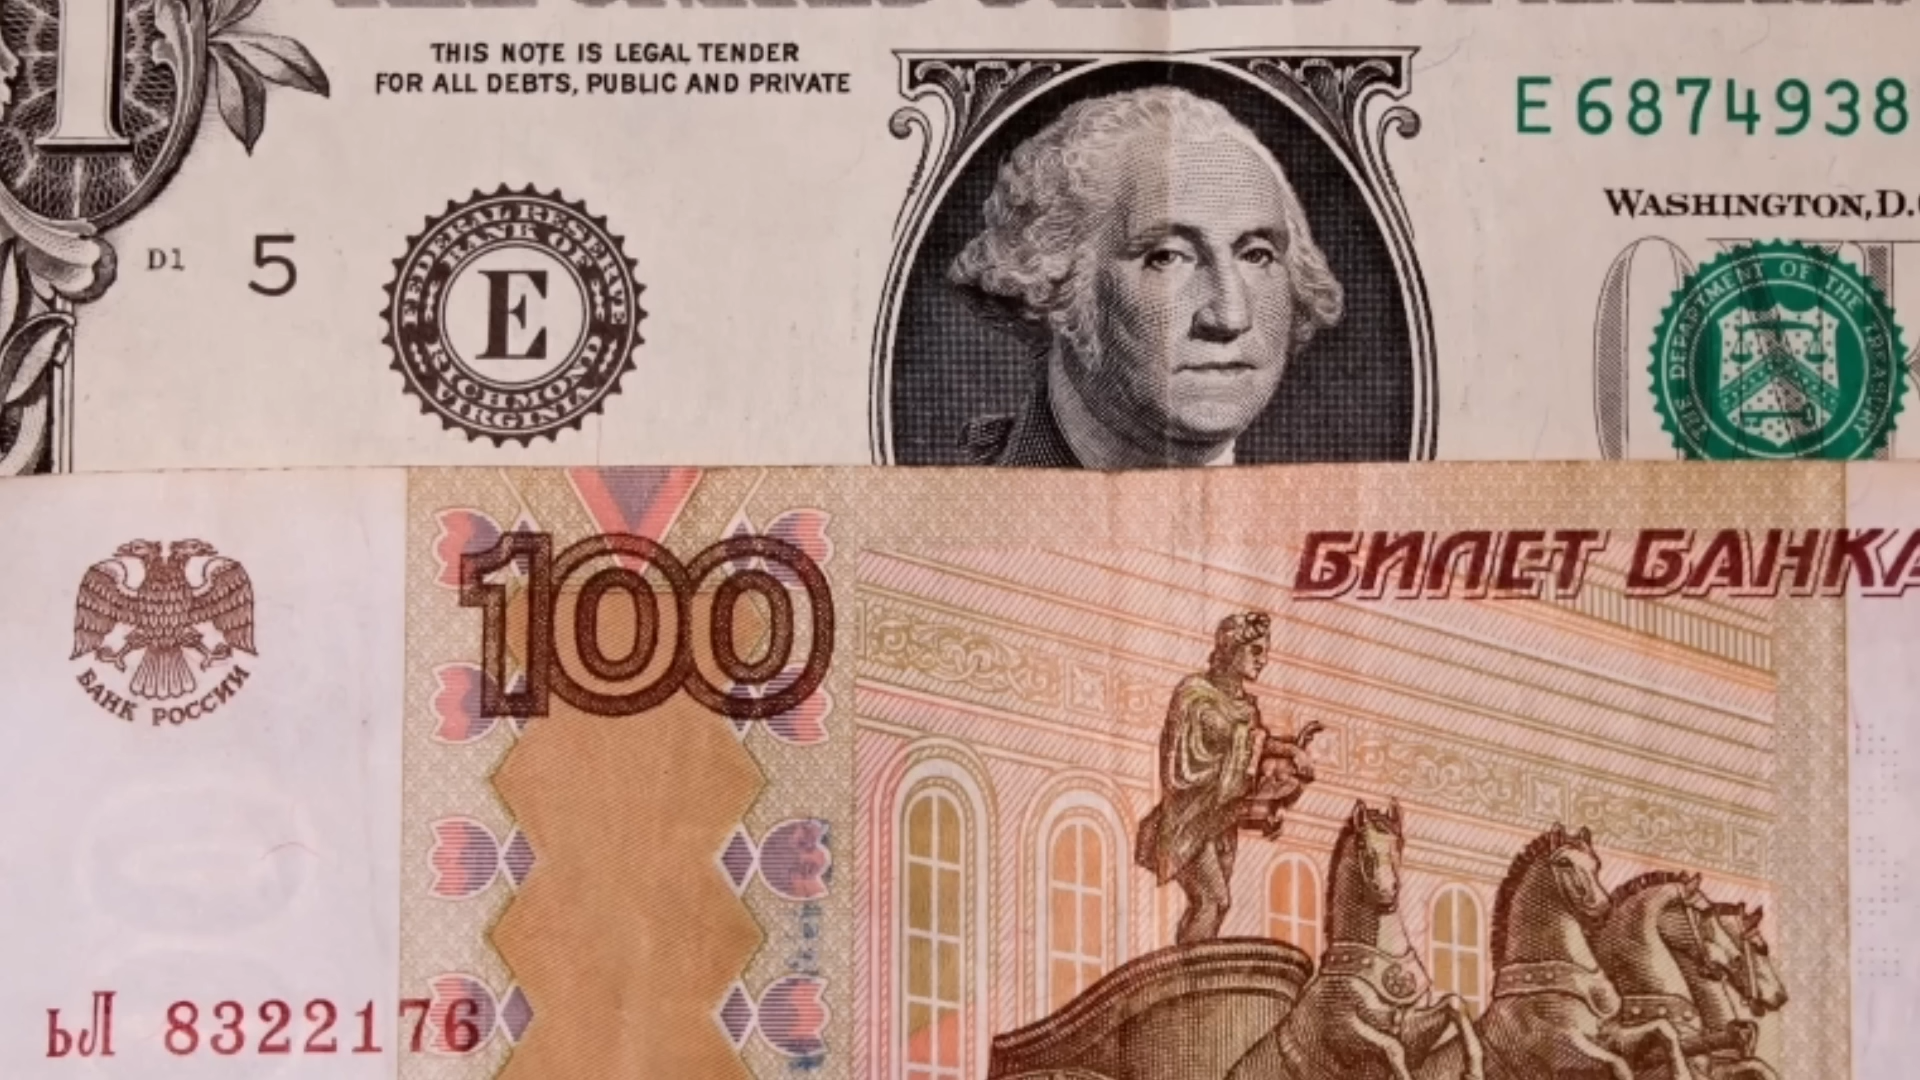 THIS NOTE IS LEGAL TENDER
FOR ALL DEBTS, PUBLIC AND PRIVATE
1
E 6874938
WASHINGTON, D.C
D1 5
FEDERAL RESERVE
BANK OF
E
RICHMOND
VIRGINIA
THE DEPARTMENT OF THE TREASURY
БИЛЕТ БАНКА
100
БАНК РОССИИ
ьЛ 8322176